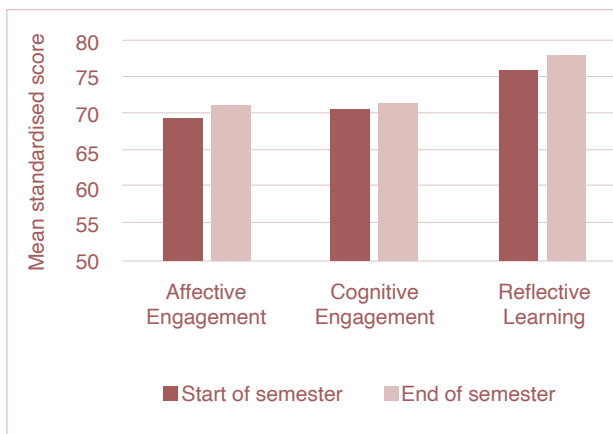 Mean standardised score
80
75
70
65
60
55
50
Affective
Engagement
Cognitive
Engagement
Reflective
Learning
Start of semester
End of semester